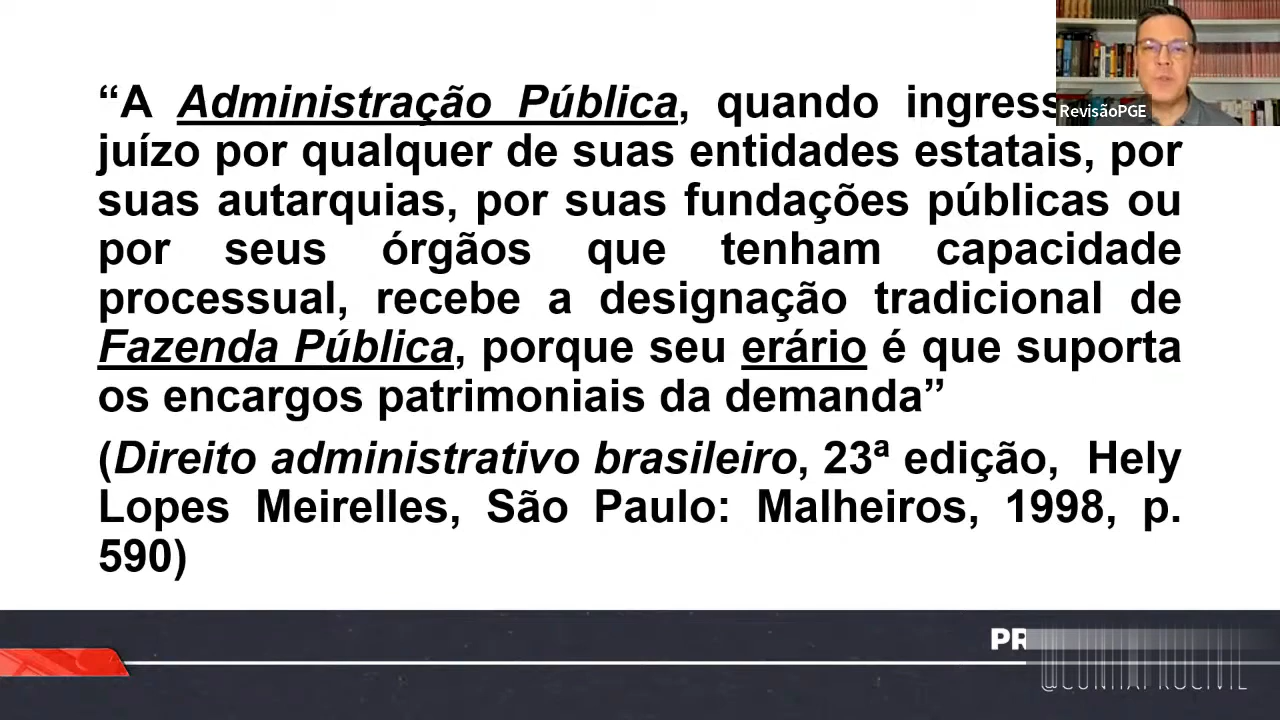 “A Administração Pública, quando
juízo por qualquer de suas entidades estatais, por
suas autarquias, por suas fundações públicas ou
por seus órgãos que tenham capacidade
processual, recebe a designação tradicional de
Fazenda Pública, porque seu erário é que suporta
os encargos patrimoniais da demanda”
(Direito administrativo brasileiro, 23ª edição, Hely
Lopes Meirelles, São Paulo: Malheiros, 1998, p.
590)
RevisãoPGE